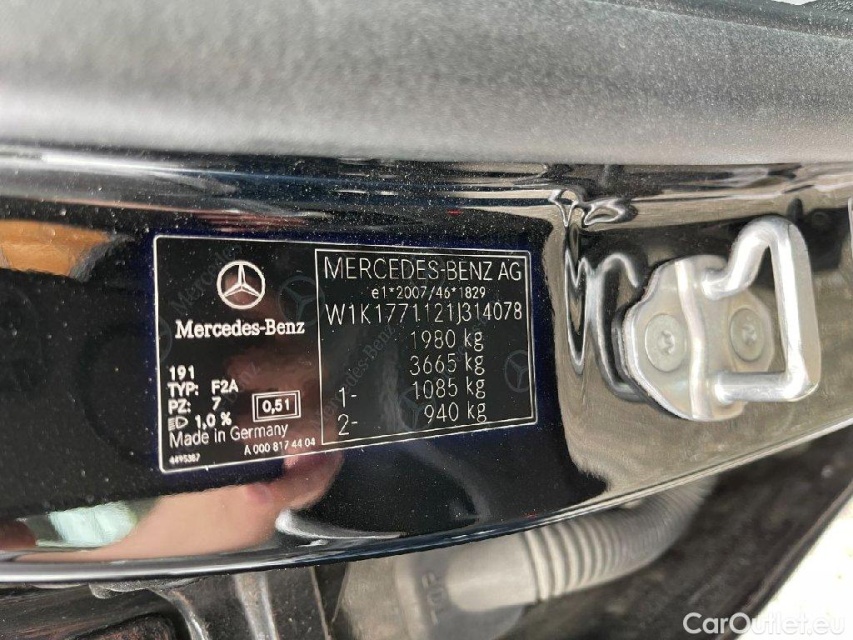 Mercedes-Benz
191
TYP: F2A
PZ: 7
1,0 %
0,51
Made in Germany
4495387
A 000 817 44 04
MERCEDES-BENZ AG
e1*2007/46*1829
W1K1771121J314078
1980 kg
3665 kg
1- 1085 kg
2- 940 kg
CarOutlet.eu